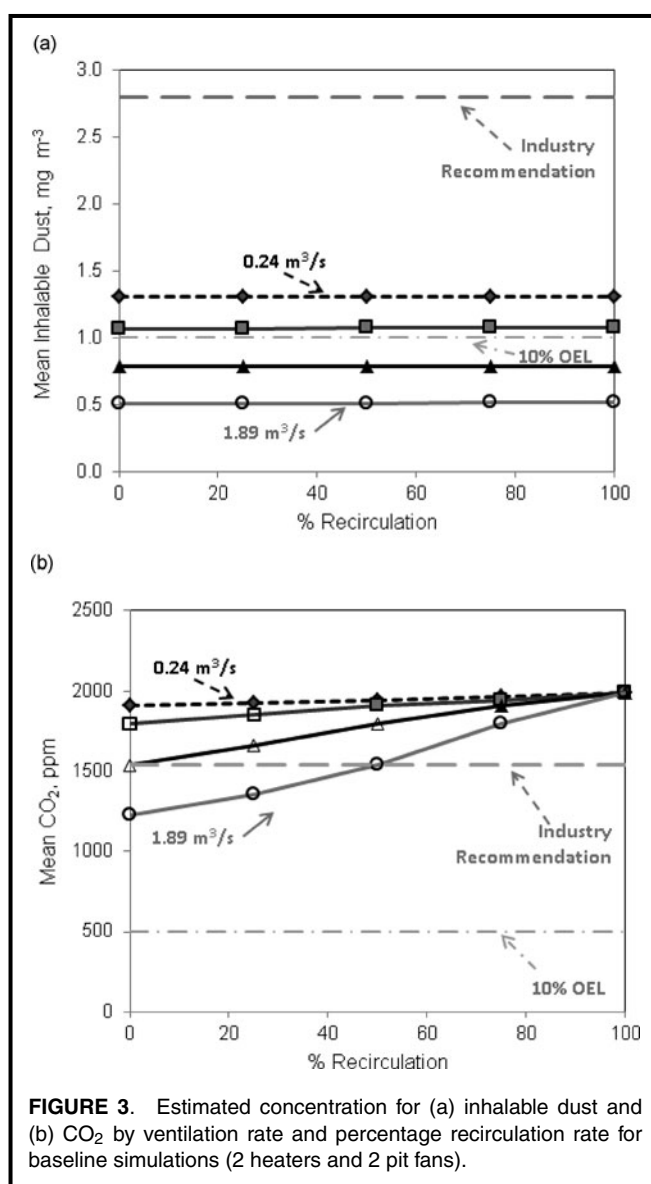 (a)
3.0
2.5
2.0
1.5
1.0
0.5
0.0
Mean Inhalable Dust, mg m-3
Industry
Recommendation
0.24 m3/s
10% OEL
1.89 m3/s
0 20 40 60 80 100
% Recirculation
(b)
2500
2000
1500
1000
500
0
Mean CO2, ppm
0.24 m3/s
1.89 m3/s
Industry
Recommendation
10% OEL
0 20 40 60 80 100
% Recirculation
FIGURE 3. Estimated concentration for (a) inhalable dust and
(b) CO2 by ventilation rate and percentage recirculation rate for
baseline simulations (2 heaters and 2 pit fans).